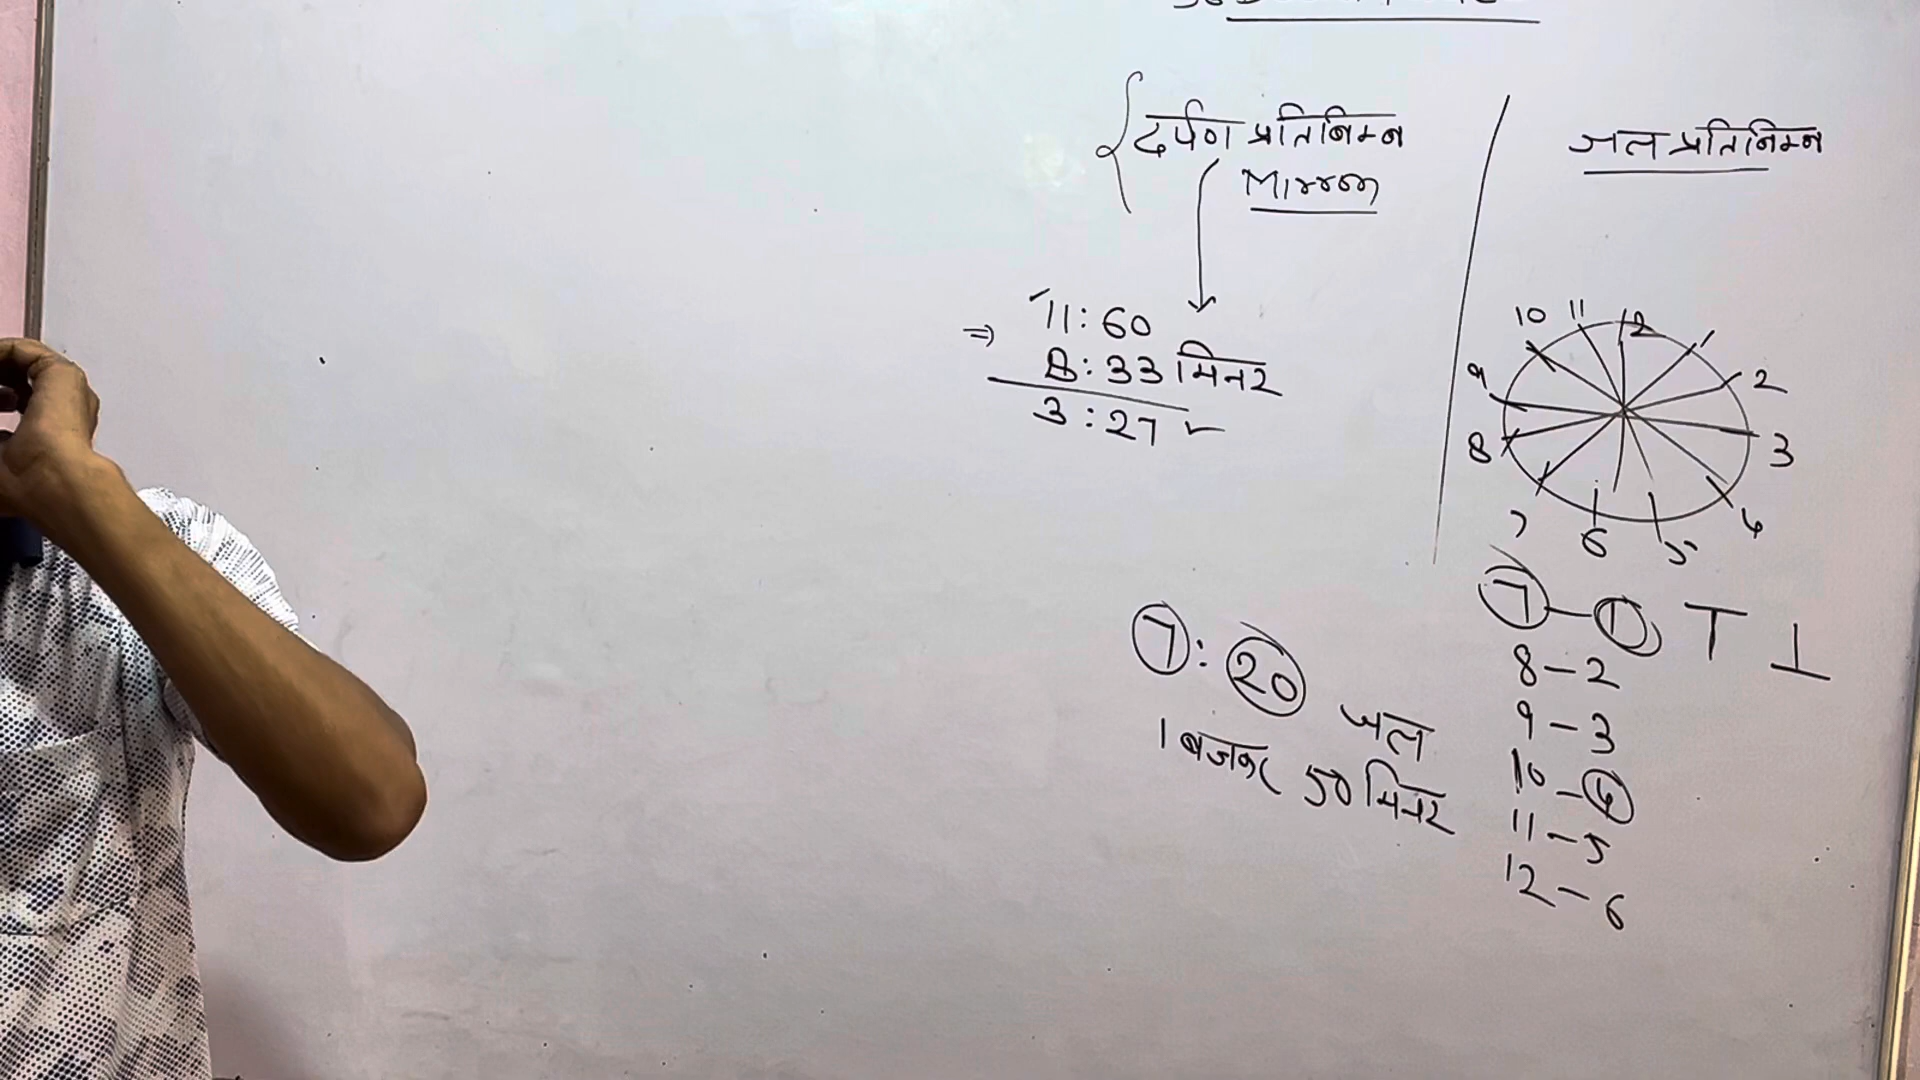 दर्पण प्रतिबिम्ब
Mirror
11:60
8:33 मिनट
3:27
जल प्रतिबिम्ब
10 11 12 1
9 2
8 3
7 6 5 4
7:20 जल
1 बजकर 50 मिनट
7-1 T ⊥
8-2
9-3
10-4
11-5
12-6